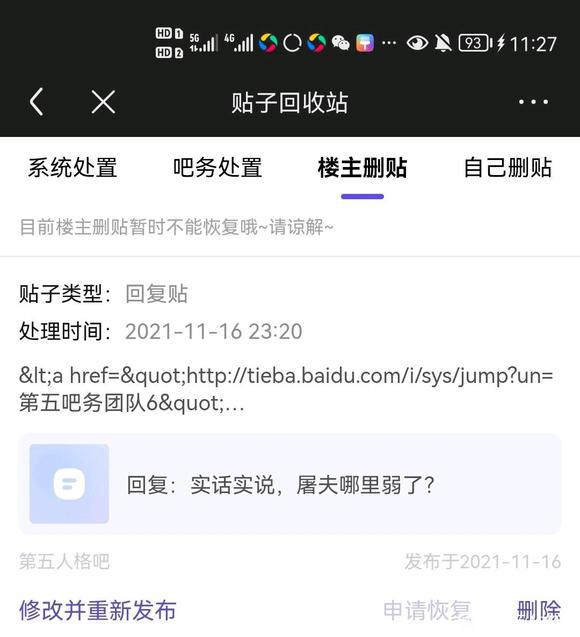 HD 1 5G 4G 93 11:27
HD 2
贴子回收站
系统处置 吧务处置 楼主删贴 自己删贴
目前楼主删贴暂时不能恢复哦~请谅解~
贴子类型：回复贴
处理时间：2021-11-16 23:20
&lt;a href=&quot;http://tieba.baidu.com/i/sys/jump?un=
第五吧务团队6&quot;...
回复：实话实说，屠夫哪里弱了？
第五人格吧 发布于2021-11-16
修改并重新发布 申请恢复 删除